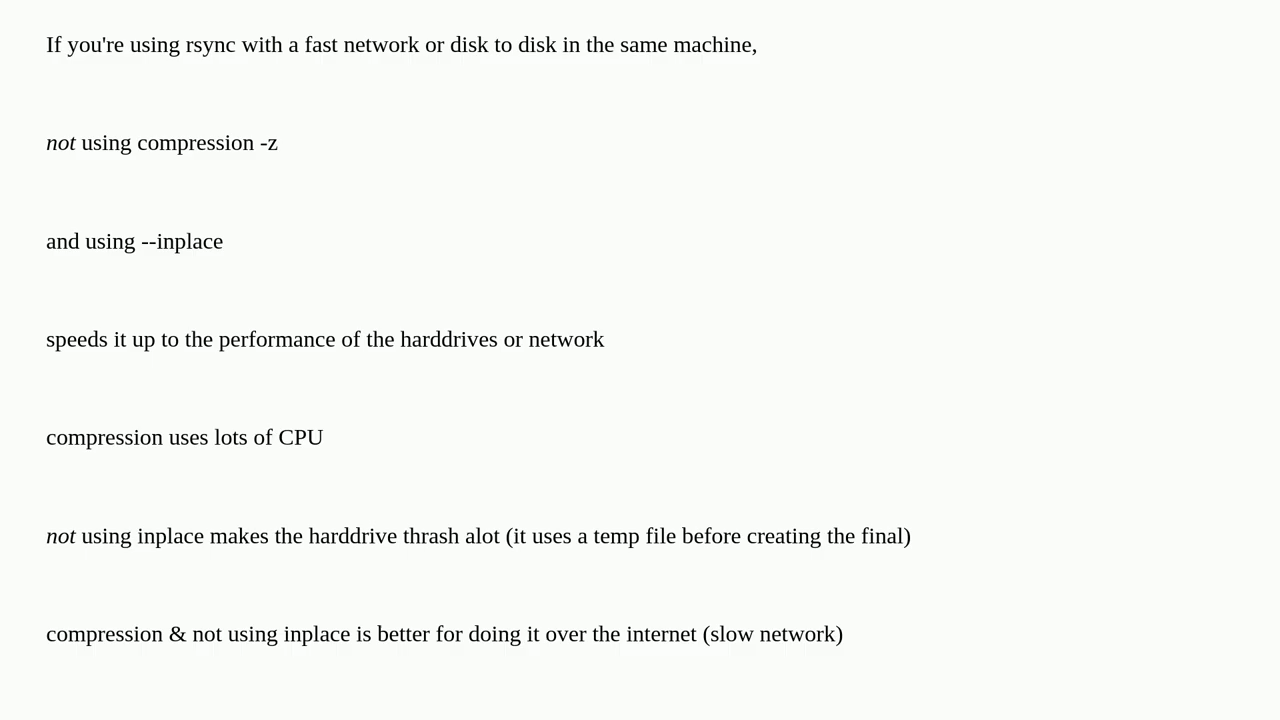 If you're using rsync with a fast network or disk to disk in the same machine,
not using compression -z
and using --inplace
speeds it up to the performance of the harddrives or network
compression uses lots of CPU
not using inplace makes the harddrive thrash alot (it uses a temp file before creating the final)
compression & not using inplace is better for doing it over the internet (slow network)